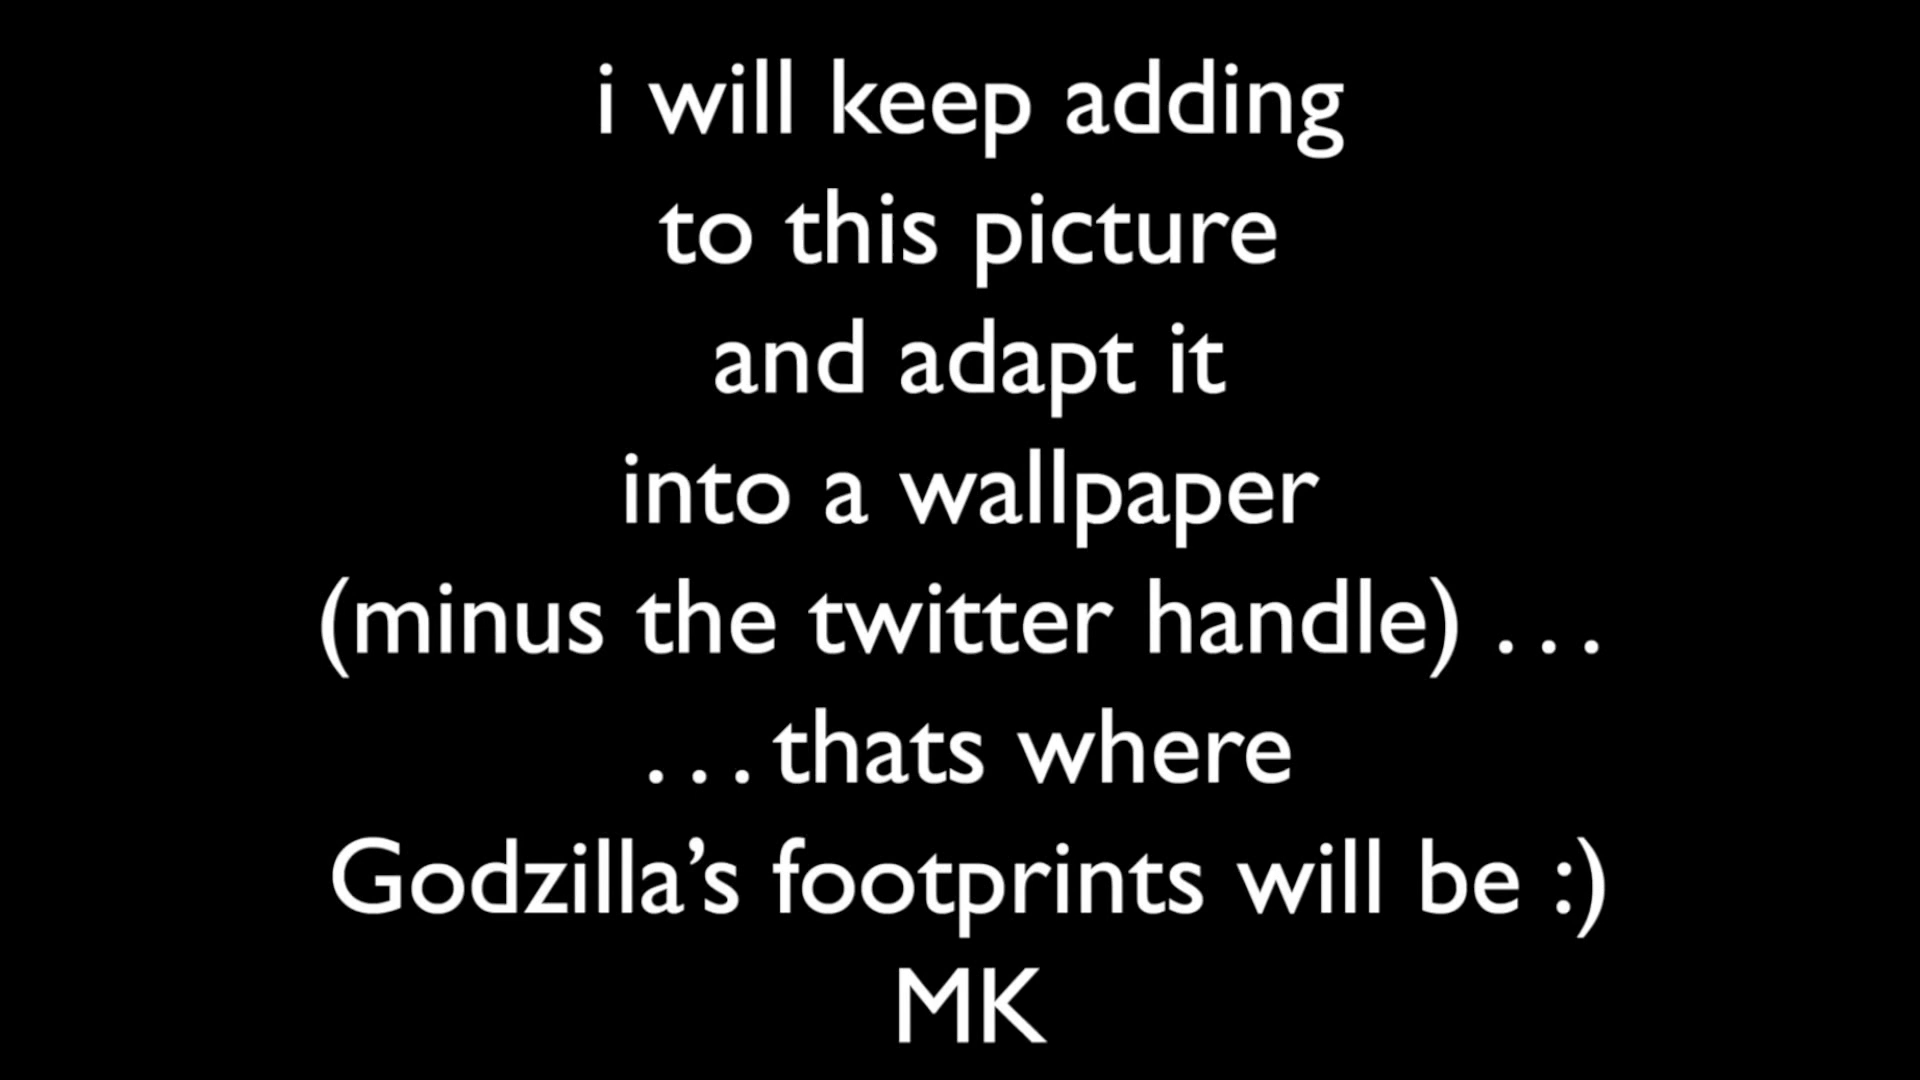 i will keep adding
to this picture
and adapt it
into a wallpaper
(minus the twitter handle) . . .
. . . thats where
Godzilla’s footprints will be :)
MK